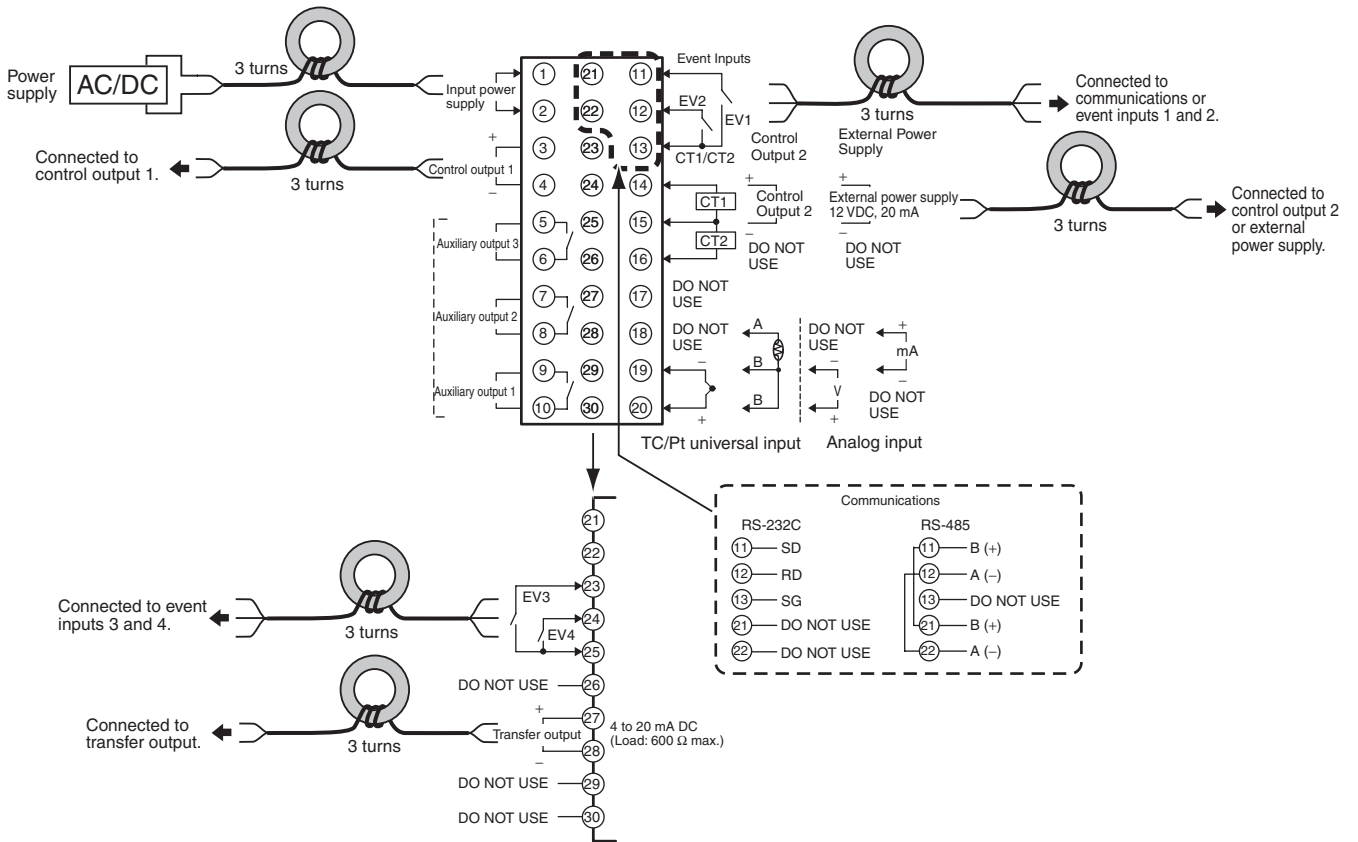 Power
supply
AC/DC
3 turns
Input power
supply
Connected to
control output 1.
3 turns
+
Control output 1
−
Auxiliary output 3
Auxiliary output 2
Auxiliary output 1
1 21 11
2 22 12
3 23 13
4 24 14
5 25 15
6 26 16
7 27 17
8 28 18
9 29 19
10 30 20
Event Inputs
EV2
EV1
CT1/CT2
CT1
CT2
Control
Output 2
+
Control
Output 2
−
DO NOT
USE
External Power
Supply
+
External power supply
12 VDC, 20 mA
−
DO NOT
USE
3 turns
Connected to
communications or
event inputs 1 and 2.
3 turns
Connected to
control output 2
or external
power supply.
DO NOT
USE
DO NOT
USE
−
+
A
B
B
TC/Pt universal input
DO NOT
USE
−
V
+
+
mA
−
DO NOT
USE
Analog input
Communications
RS-232C
11 SD
12 RD
13 SG
21 DO NOT USE
22 DO NOT USE
RS-485
11 B (+)
12 A (−)
13 DO NOT USE
21 B (+)
22 A (−)
21
22
23
24
25
26
27
28
29
30
Connected to event
inputs 3 and 4.
3 turns
EV3
EV4
DO NOT USE
Connected to
transfer output.
3 turns
+
Transfer output
−
4 to 20 mA DC
(Load: 600 Ω max.)
DO NOT USE
DO NOT USE